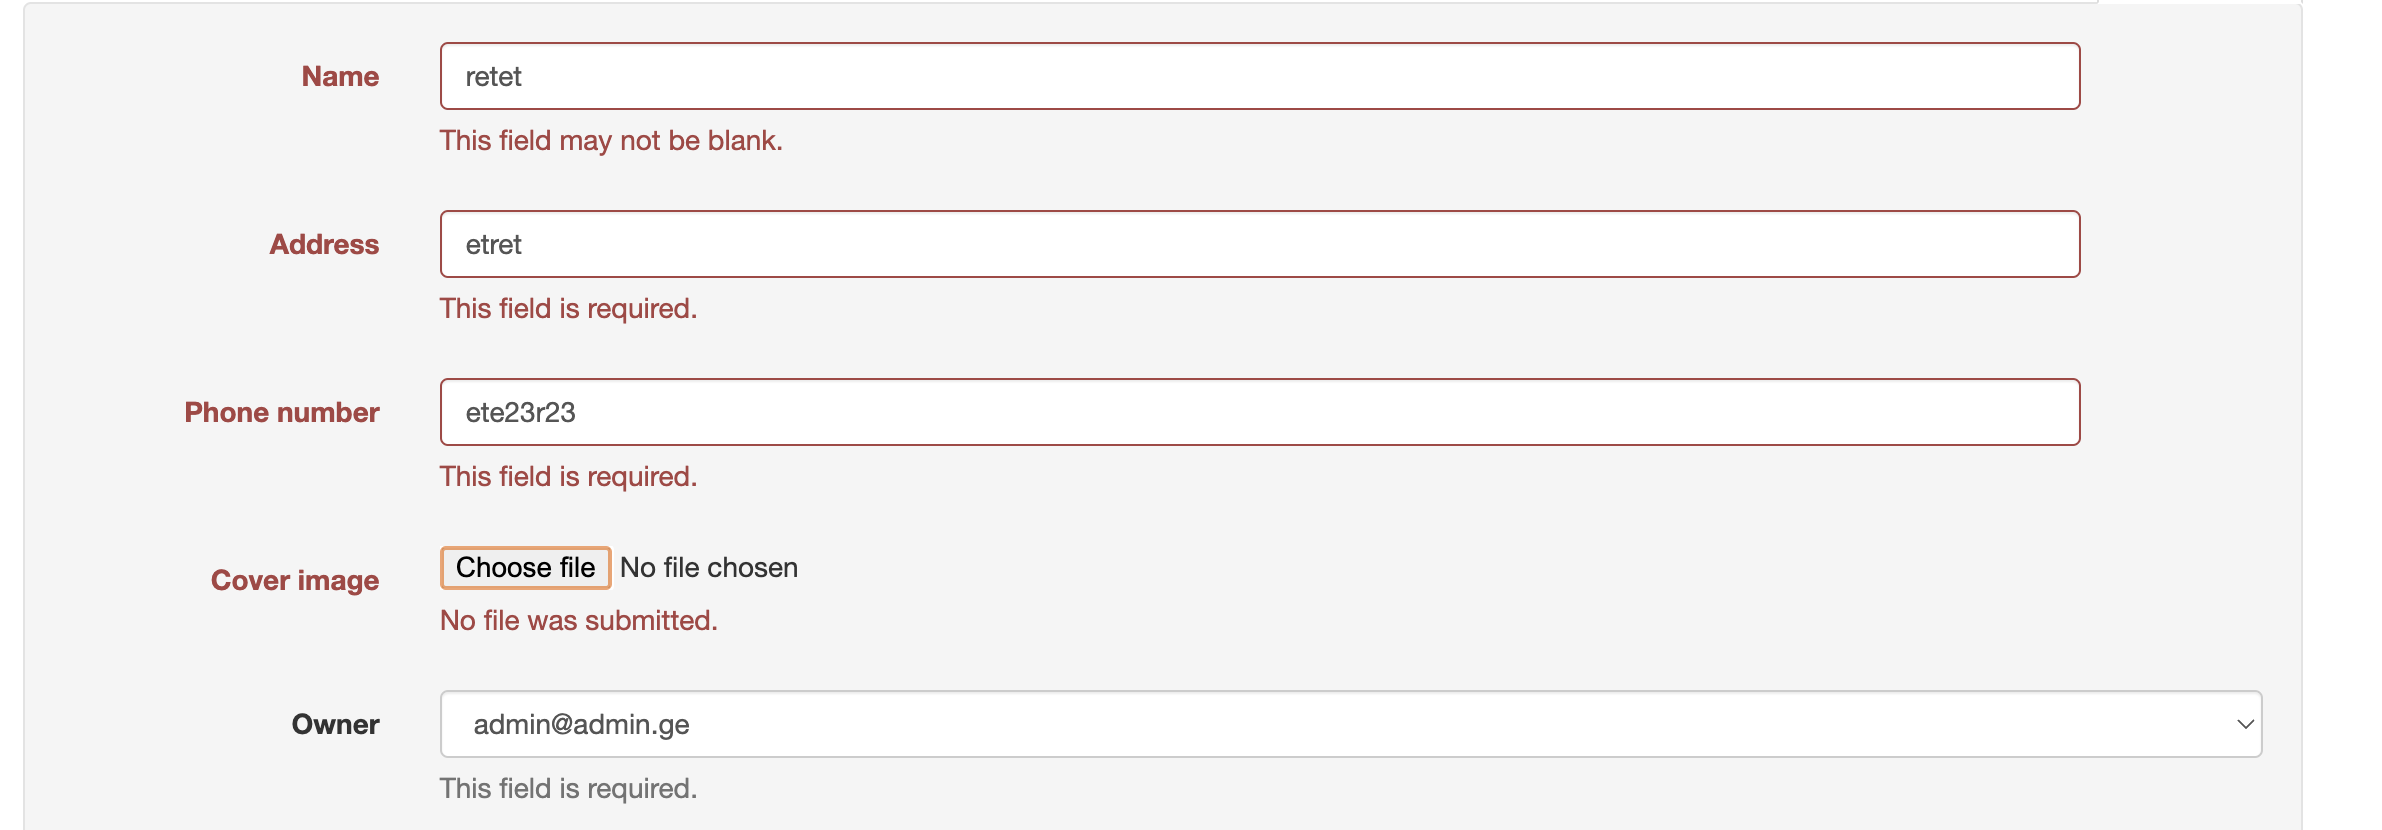 Name
retet
This field may not be blank.
Address
etret
This field is required.
Phone number
ete23r23
This field is required.
Cover image
Choose file No file chosen
No file was submitted.
Owner
admin@admin.ge
This field is required.